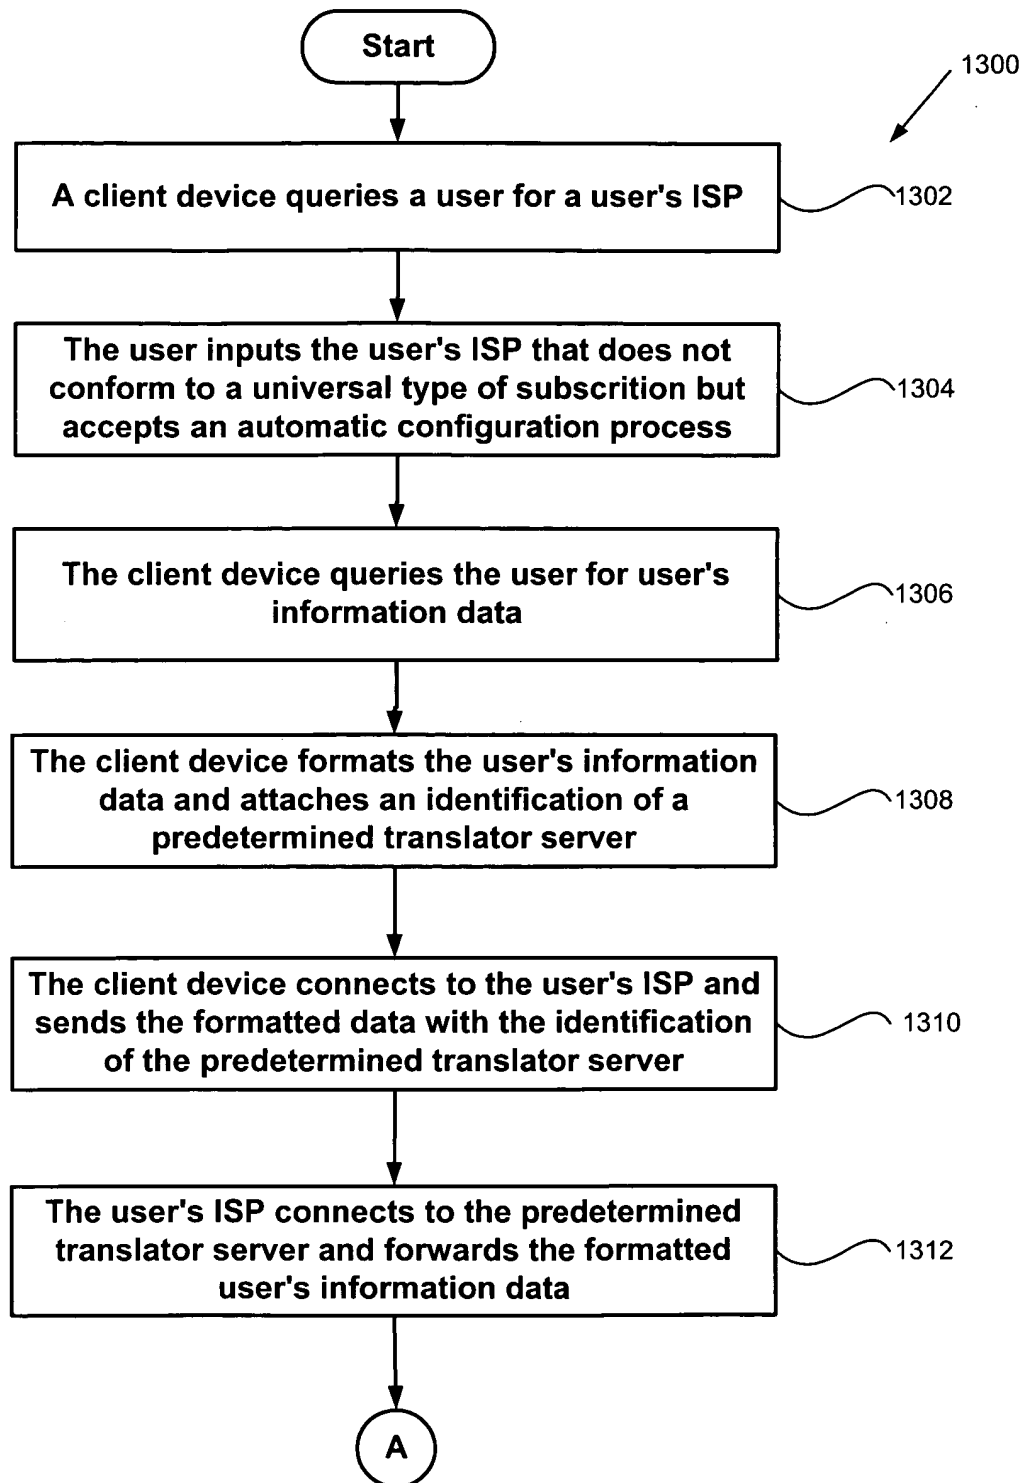 Start
1300
A client device queries a user for a user's ISP
1302
The user inputs the user's ISP that does not
conform to a universal type of subscrition but
accepts an automatic configuration process
1304
The client device queries the user for user's
information data
1306
The client device formats the user's information
data and attaches an identification of a
predetermined translator server
1308
The client device connects to the user's ISP and
sends the formatted data with the identification
of the predetermined translator server
1310
The user's ISP connects to the predetermined
translator server and forwards the formatted
user's information data
1312
A